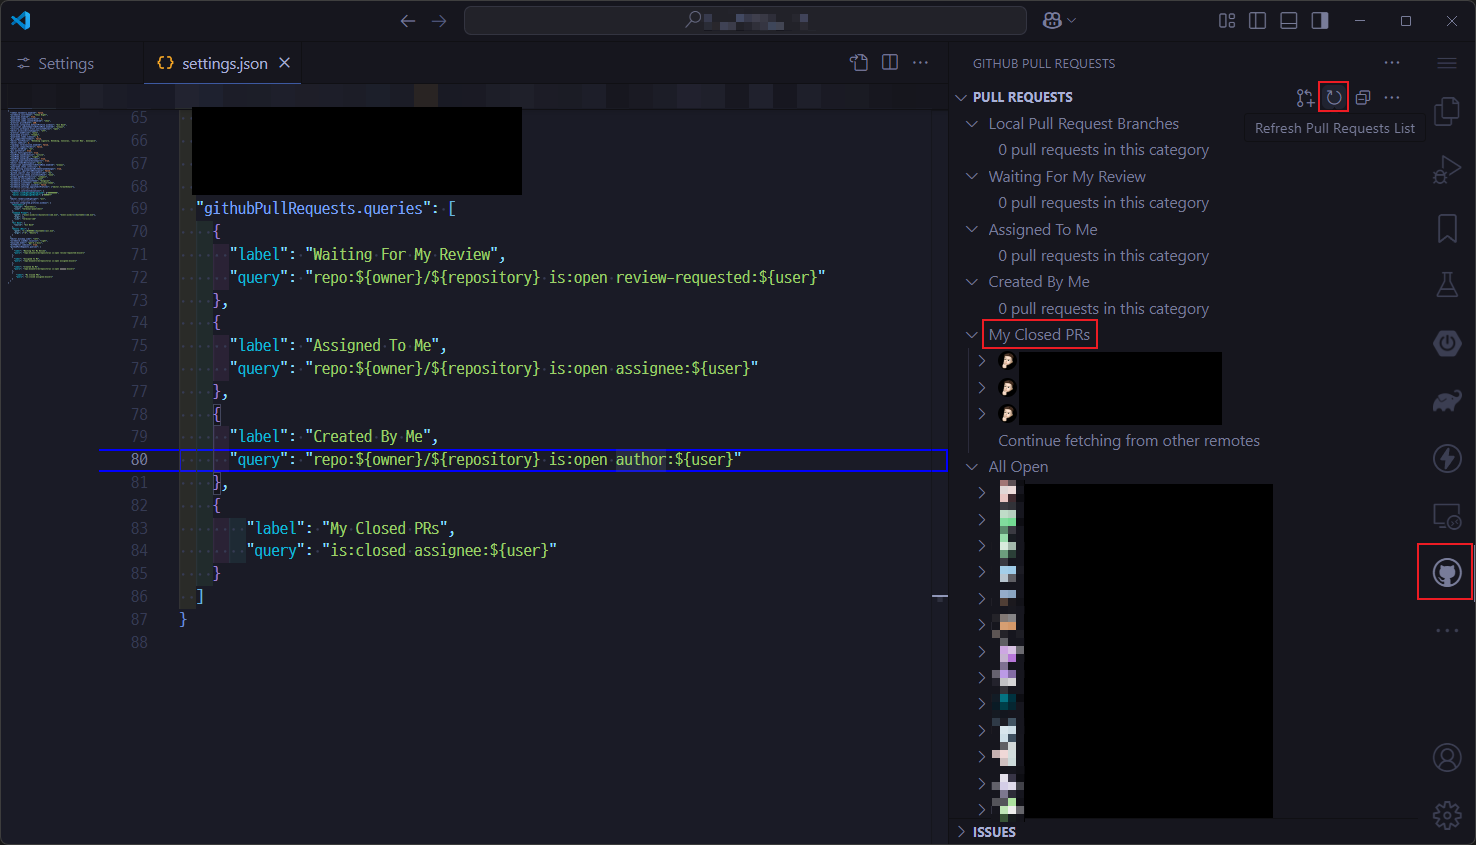 Settings
settings.json
65
66
67
68
69 "githubPullRequests.queries": [
70 {
71 "label": "Waiting For My Review",
72 "query": "repo:${owner}/${repository} is:open review-requested:${user}"
73 },
74 {
75 "label": "Assigned To Me",
76 "query": "repo:${owner}/${repository} is:open assignee:${user}"
77 },
78 {
79 "label": "Created By Me",
80 "query": "repo:${owner}/${repository} is:open author:${user}"
81 },
82 {
83 "label": "My Closed PRs",
84 "query": "is:closed assignee:${user}"
85 }
86 ]
87 }
88
GITHUB PULL REQUESTS
PULL REQUESTS
Refresh Pull Requests List
Local Pull Request Branches
0 pull requests in this category
Waiting For My Review
0 pull requests in this category
Assigned To Me
0 pull requests in this category
Created By Me
0 pull requests in this category
My Closed PRs
Continue fetching from other remotes
All Open
ISSUES